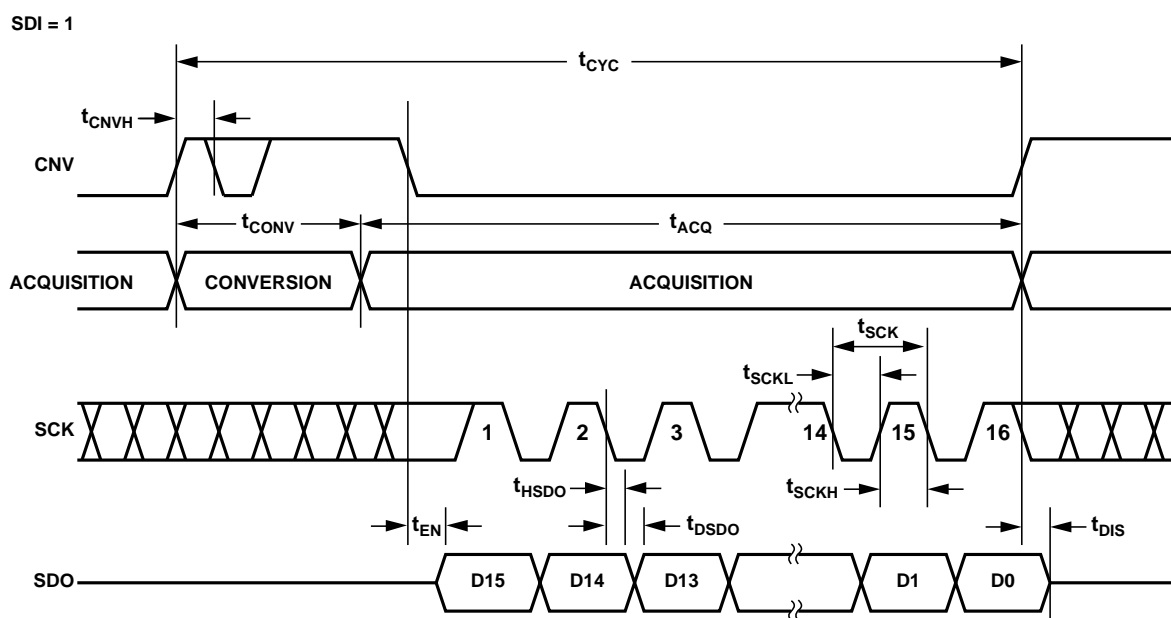 SDI = 1
tCYC
tCNVH
CNV
tCONV
tACQ
ACQUISITION
CONVERSION
ACQUISITION
tSCK
tSCKL
SCK
1
2
3
14
15
16
tHSDO
tSCKH
tEN
tDSDO
tDIS
SDO
D15
D14
D13
D1
D0